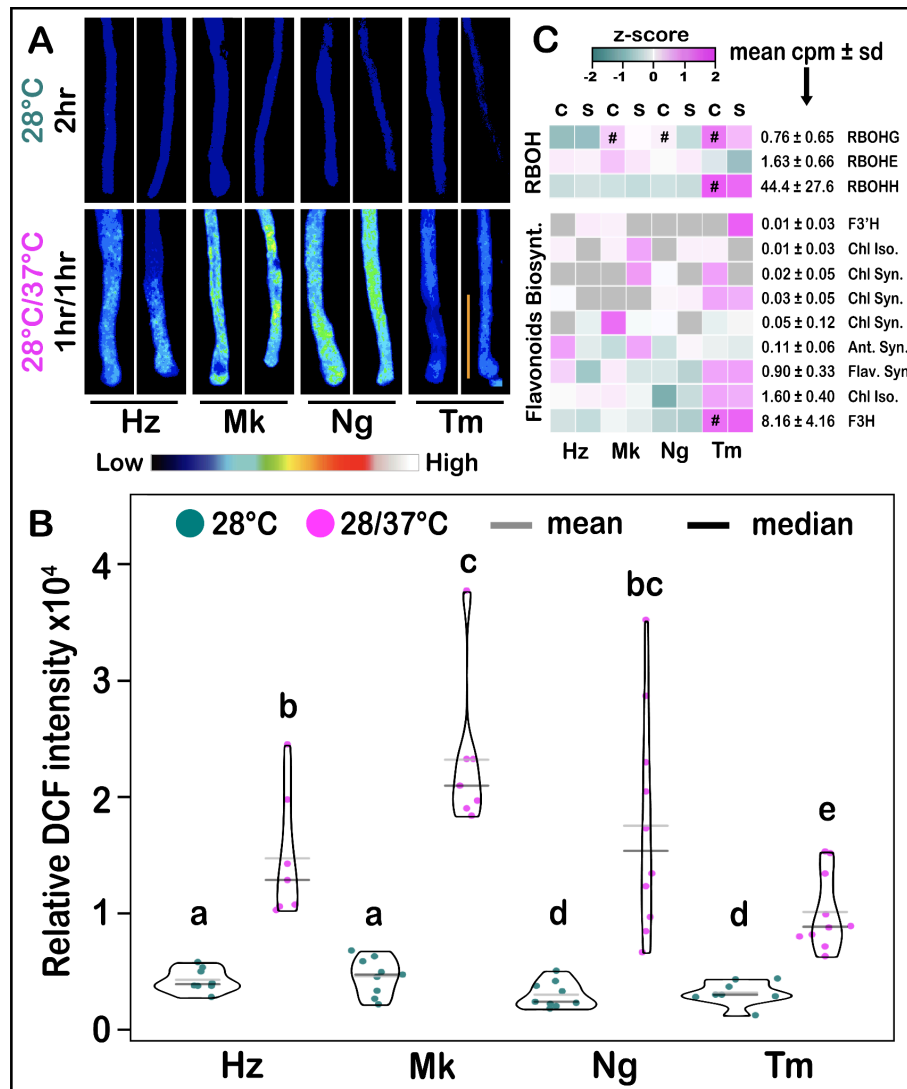 A
28°C
2hr
28°C/37°C
1hr/1hr
Hz Mk Ng Tm
Low High
C
z-score
-2 -1 0 1 2
mean cpm ± sd
C S C S C S C S
RBOH
# # # 0.76 ± 0.65 RBOHG
1.63 ± 0.66 RBOHE
# 44.4 ± 27.6 RBOHH
Flavonoids Biosynt.
0.01 ± 0.03 F3'H
0.01 ± 0.03 Chl Iso.
0.02 ± 0.05 Chl Syn.
0.03 ± 0.05 Chl Syn.
0.05 ± 0.12 Chl Syn.
0.11 ± 0.06 Ant. Syn.
0.90 ± 0.33 Flav. Syn
1.60 ± 0.40 Chl Iso.
# 8.16 ± 4.16 F3H
Hz Mk Ng Tm
B
28°C 28/37°C mean median
Relative DCF intensity x10⁴
4
3
2
1
0
a b a c d bc d e
Hz Mk Ng Tm